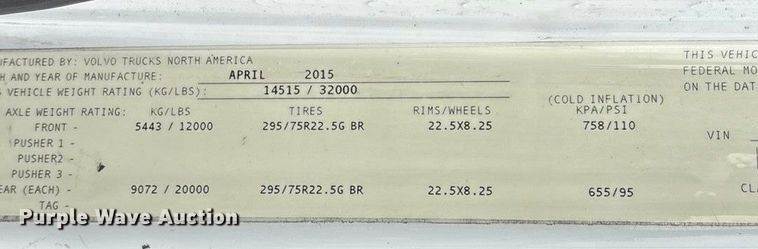 UFACTURED BY: VOLVO TRUCKS NORTH AMERICA
H AND YEAR OF MANUFACTURE: APRIL 2015
VEHICLE WEIGHT RATING (KG/LBS): 14515 / 32000
AXLE WEIGHT RATING: KG/LBS TIRES RIMS/WHEELS (COLD INFLATION) KPA/PSI
FRONT - 5443 / 12000 295/75R22.5G BR 22.5X8.25 758/110
PUSHER 1 -
PUSHER2 -
PUSHER 3 -
EAR (EACH) - 9072 / 20000 295/75R22.5G BR 22.5X8.25 655/95
TAG -
THIS VEHIC
FEDERAL MO
ON THE DAT
VIN
CL
Purple Wave Auction